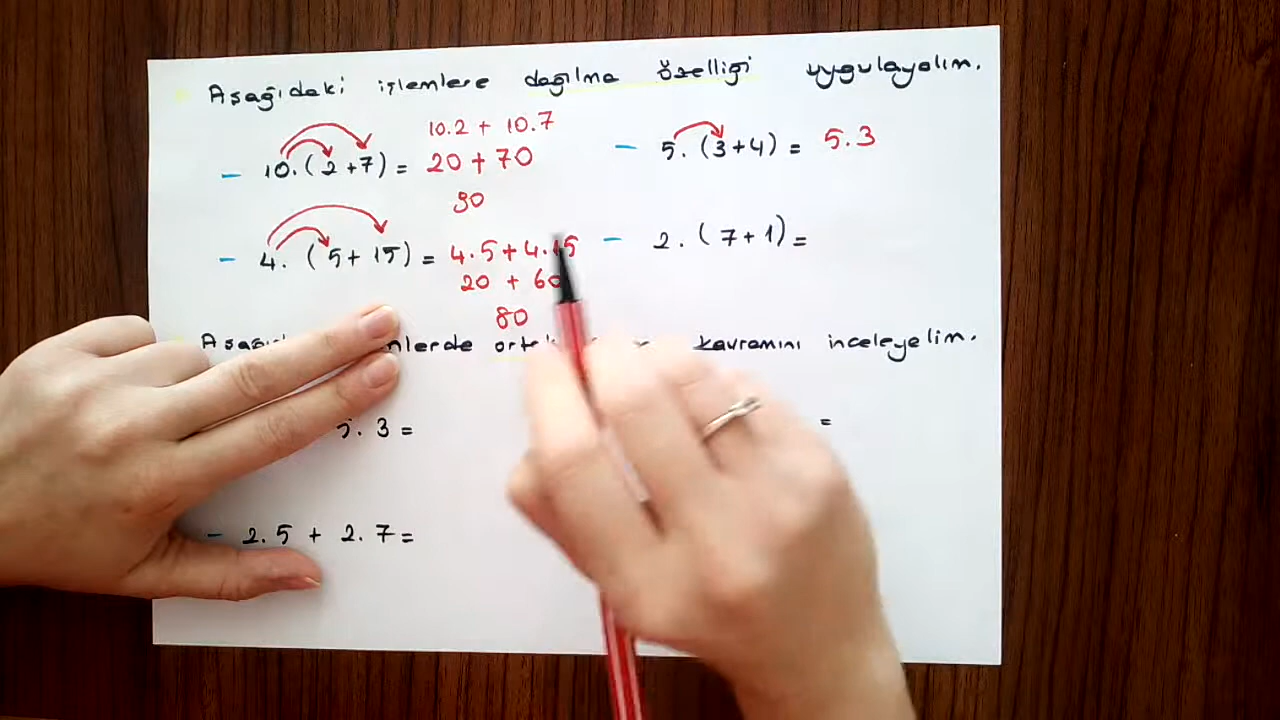 Aşağıdaki işlemlere dağılma özelliği uygulayalım.
10.2 + 10.7
- 10.(2+7) = 20 + 70
90
- 5.(3+4) = 5.3
- 4. (5+15) = 4.5+4.15
20 + 60
80
- 2. (7+1) =
kavramını inceleyelim.
. 3 =
=
- 2.5 + 2.7 =